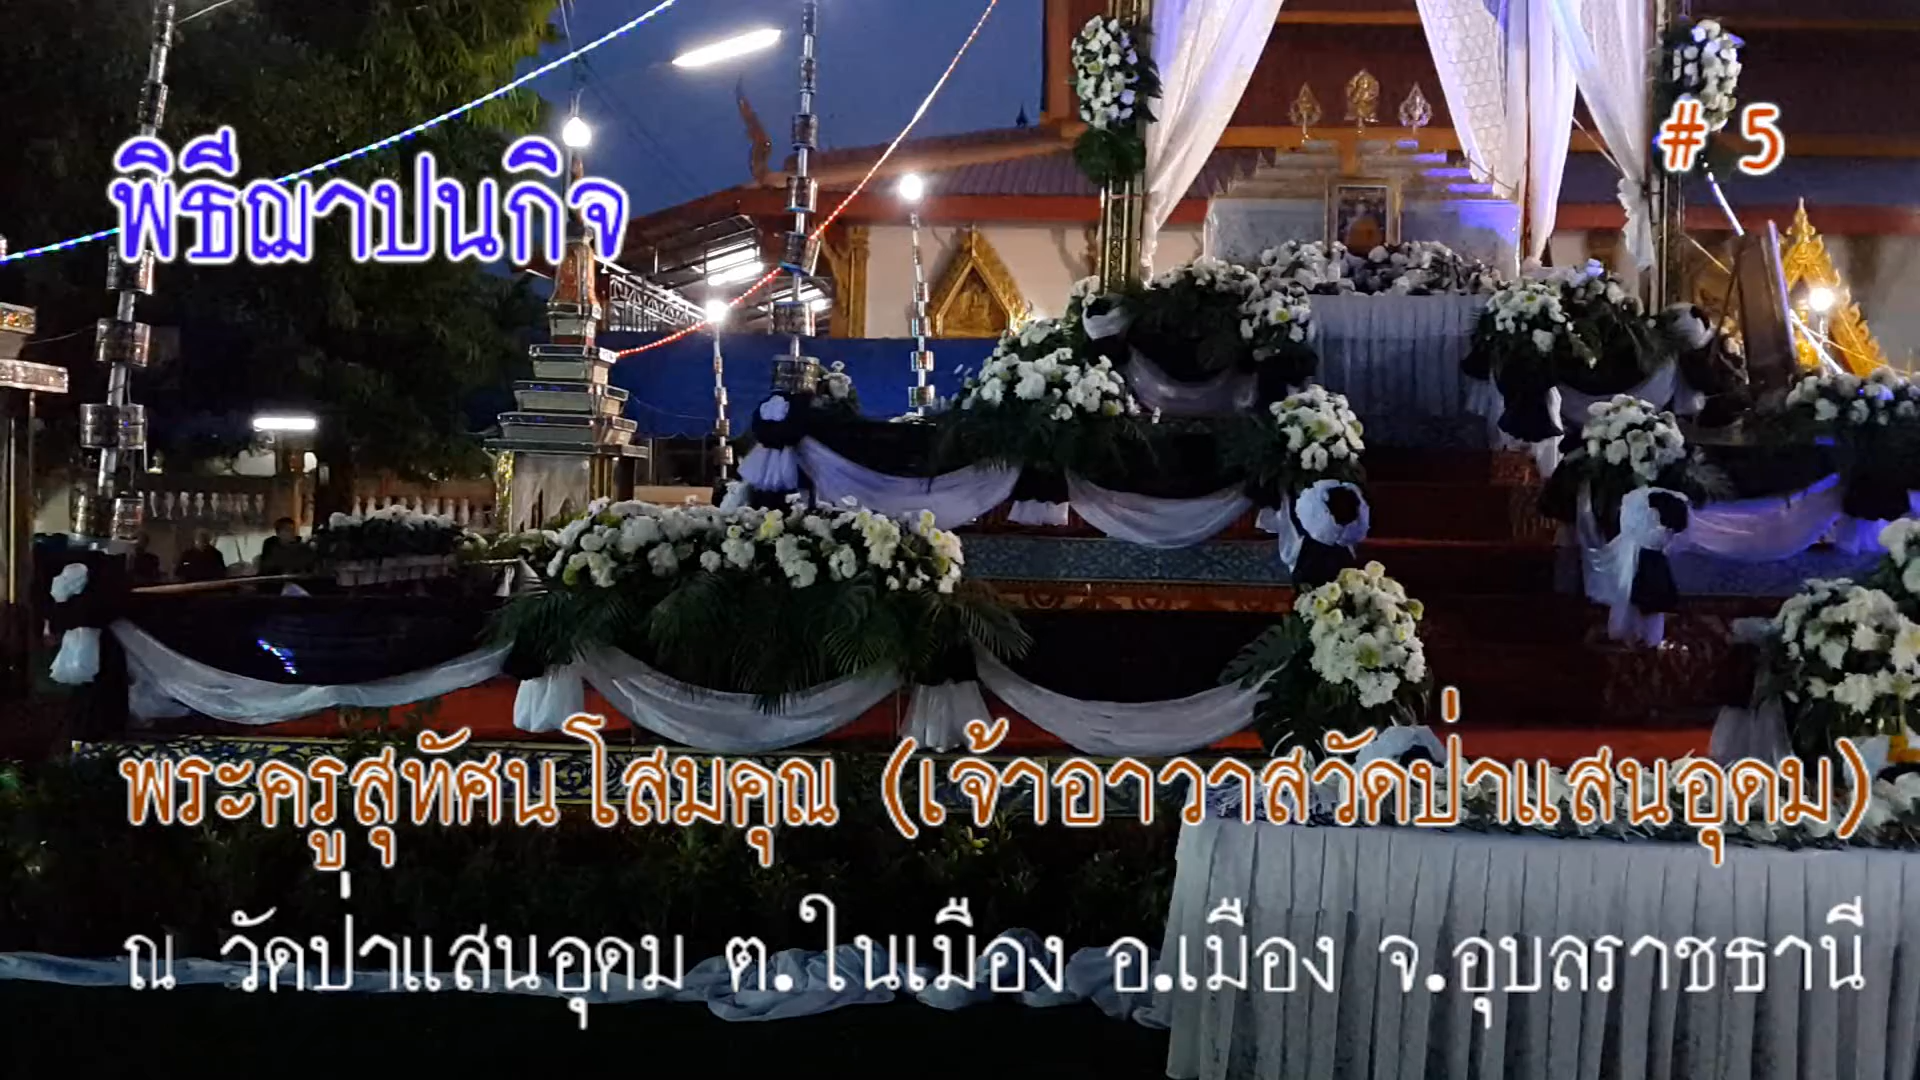 พิธีฌาปนกิจ
# 5
พระครูสุทัศนโสมคุณ (เจ้าอาวาสวัดป่าแสนอุดม)
ณ วัดป่าแสนอุดม ต.ในเมือง อ.เมือง จ.อุบลราชธานี